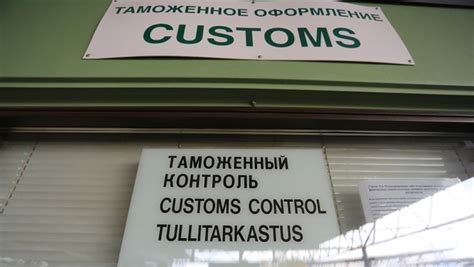 ТАМОЖЕННОЕ ОФОРМЛЕНИЕ
CUSTOMS
ТАМОЖЕННЫЙ
КОНТРОЛЬ
CUSTOMS CONTROL
TULLITARKASTUS